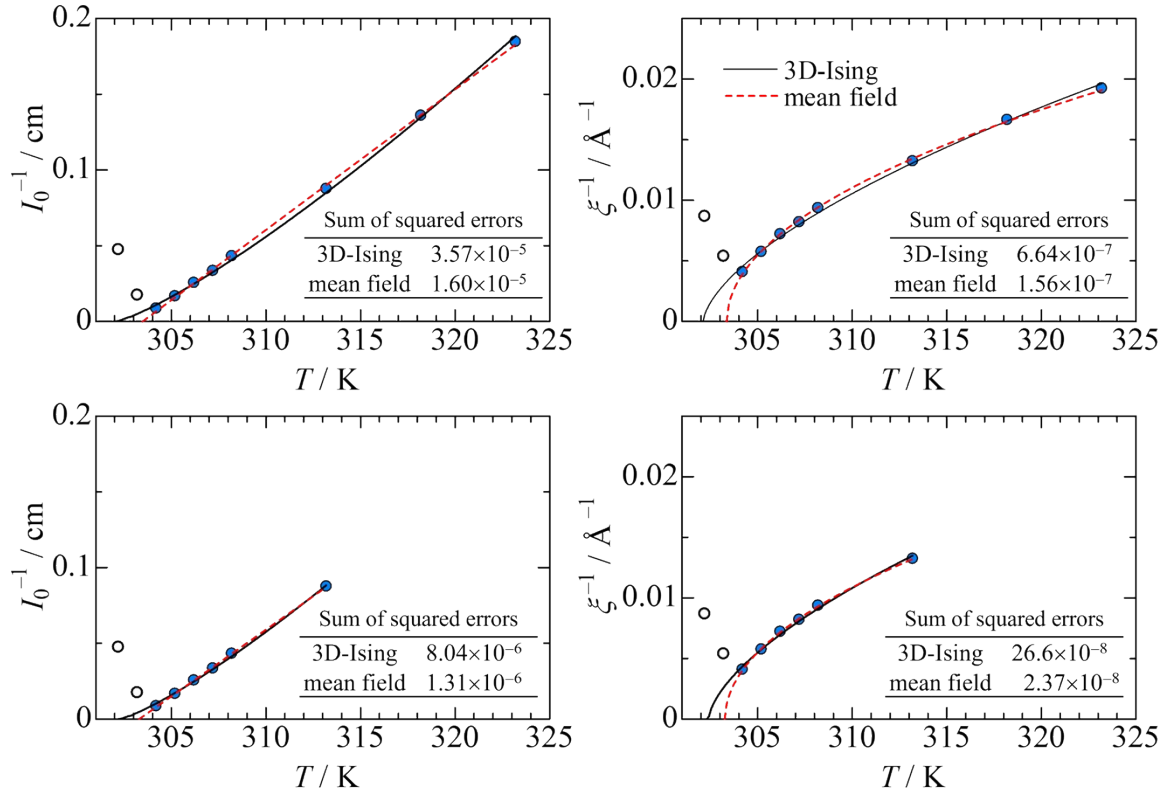 0.2
0.1
0
I₀⁻¹ / cm
Sum of squared errors
3D-Ising 3.57×10⁻⁵
mean field 1.60×10⁻⁵
305 310 315 320 325
T / K
0.02
0.01
0
ξ⁻¹ / Å⁻¹
3D-Ising
mean field
Sum of squared errors
3D-Ising 6.64×10⁻⁷
mean field 1.56×10⁻⁷
305 310 315 320 325
T / K
0.2
0.1
0
I₀⁻¹ / cm
Sum of squared errors
3D-Ising 8.04×10⁻⁶
mean field 1.31×10⁻⁶
305 310 315 320 325
T / K
0.02
0.01
0
ξ⁻¹ / Å⁻¹
Sum of squared errors
3D-Ising 26.6×10⁻⁸
mean field 2.37×10⁻⁸
305 310 315 320 325
T / K